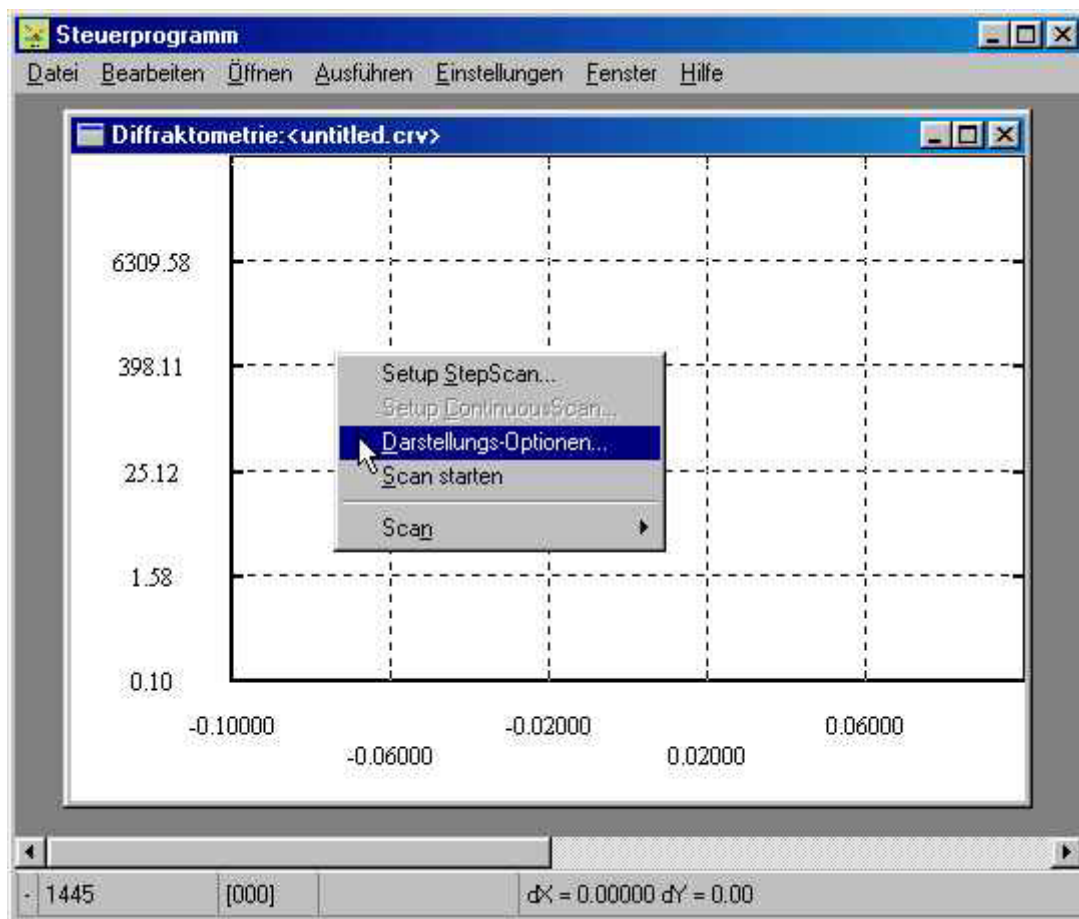 Steuerprogramm
Datei Bearbeiten Öffnen Ausführen Einstellungen Fenster Hilfe
Diffraktometrie:<untitled.crv>
6309.58
398.11
25.12
1.58
0.10
Setup StepScan...
Setup ContinuousScan...
Darstellungs-Optionen...
Scan starten
Scan
-0.10000 -0.02000 0.06000
-0.06000 0.02000
- 1445 [000] dX = 0.00000 dY = 0.00